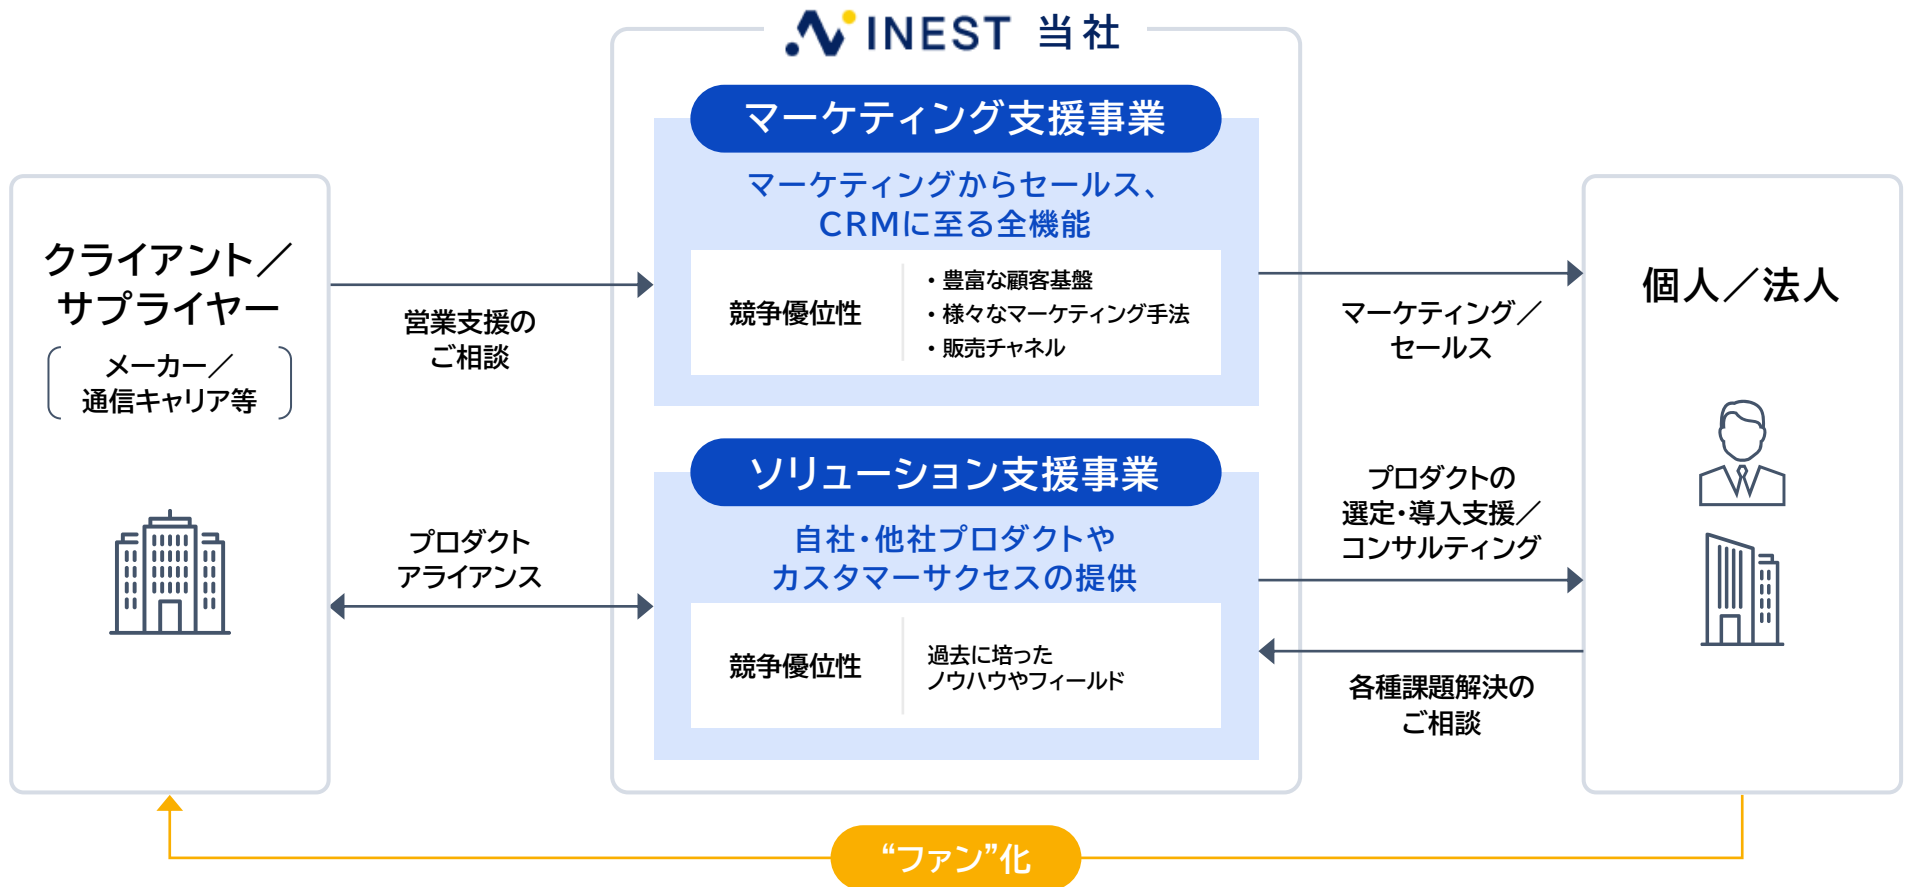 INEST 当社
クライアント／
サプライヤー
メーカー／
通信キャリア等
営業支援の
ご相談
プロダクト
アライアンス
マーケティング支援事業
マーケティングからセールス、
CRMに至る全機能
競争優位性
・豊富な顧客基盤
・様々なマーケティング手法
・販売チャネル
ソリューション支援事業
自社・他社プロダクトや
カスタマーサクセスの提供
競争優位性
過去に培った
ノウハウやフィールド
マーケティング／
セールス
プロダクトの
選定・導入支援／
コンサルティング
各種課題解決の
ご相談
個人／法人
“ファン”化